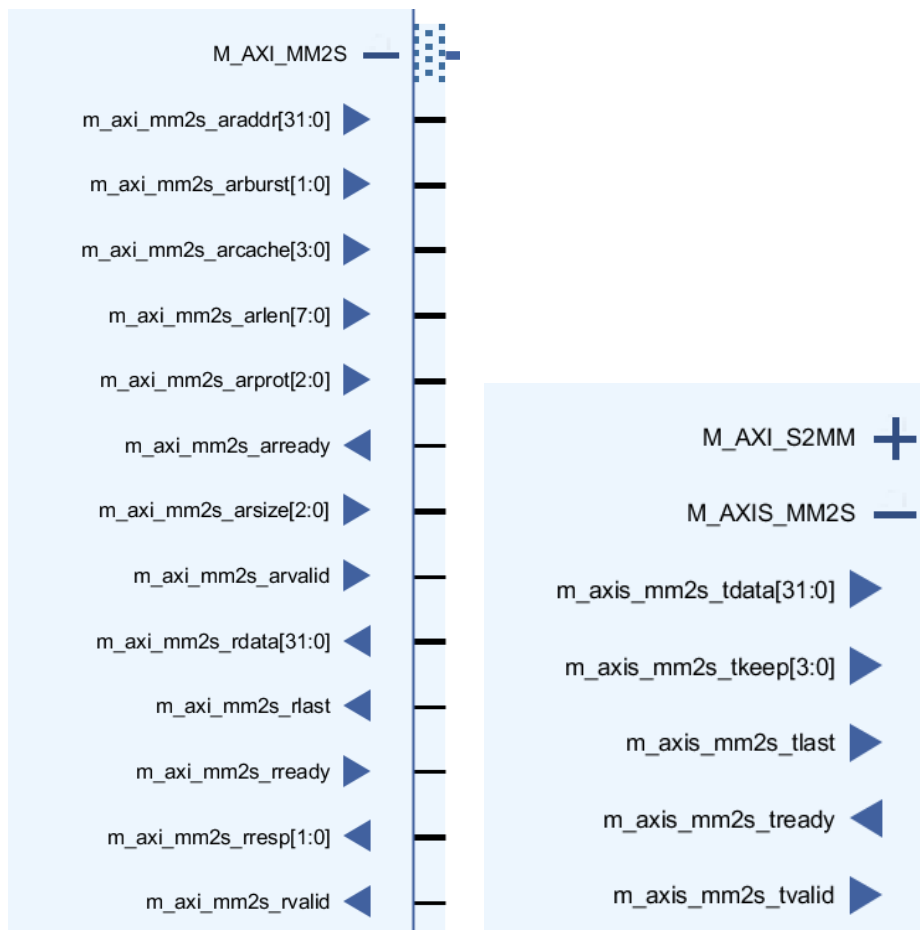 M_AXI_MM2S
m_axi_mm2s_araddr[31:0]
m_axi_mm2s_arburst[1:0]
m_axi_mm2s_arcache[3:0]
m_axi_mm2s_arlen[7:0]
m_axi_mm2s_arprot[2:0]
m_axi_mm2s_arready
m_axi_mm2s_arsize[2:0]
m_axi_mm2s_arvalid
m_axi_mm2s_rdata[31:0]
m_axi_mm2s_rlast
m_axi_mm2s_rready
m_axi_mm2s_rresp[1:0]
m_axi_mm2s_rvalid
M_AXI_S2MM
M_AXIS_MM2S
m_axis_mm2s_tdata[31:0]
m_axis_mm2s_tkeep[3:0]
m_axis_mm2s_tlast
m_axis_mm2s_tready
m_axis_mm2s_tvalid